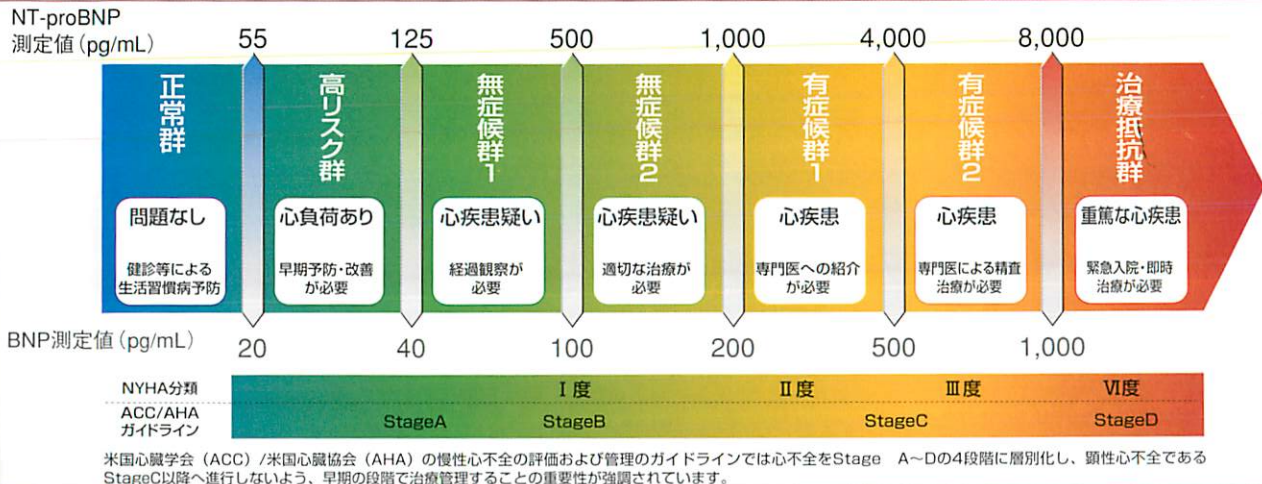 NT-proBNP
測定値(pg/mL)
55 125 500 1,000 4,000 8,000
正常群
高リスク群
無症候群1
無症候群2
有症候群1
有症候群2
治療抵抗群
問題なし
健診等による
生活習慣病予防
心負荷あり
早期予防・改善
が必要
心疾患疑い
経過観察が
必要
心疾患疑い
適切な治療が
必要
心疾患
専門医への紹介
が必要
心疾患
専門医による精査
治療が必要
重篤な心疾患
緊急入院・即時
治療が必要
BNP測定値(pg/mL)
20 40 100 200 500 1,000
NYHA分類 Ⅰ度 Ⅱ度 Ⅲ度 Ⅵ度
ACC/AHA
ガイドライン
StageA StageB StageC StageD
米国心臓学会(ACC)/米国心臓協会(AHA)の慢性心不全の評価および管理のガイドラインでは心不全をStage A〜Dの4段階に層別化し、顕性心不全である
StageC以降へ進行しないよう、早期の段階で治療管理することの重要性が強調されています。